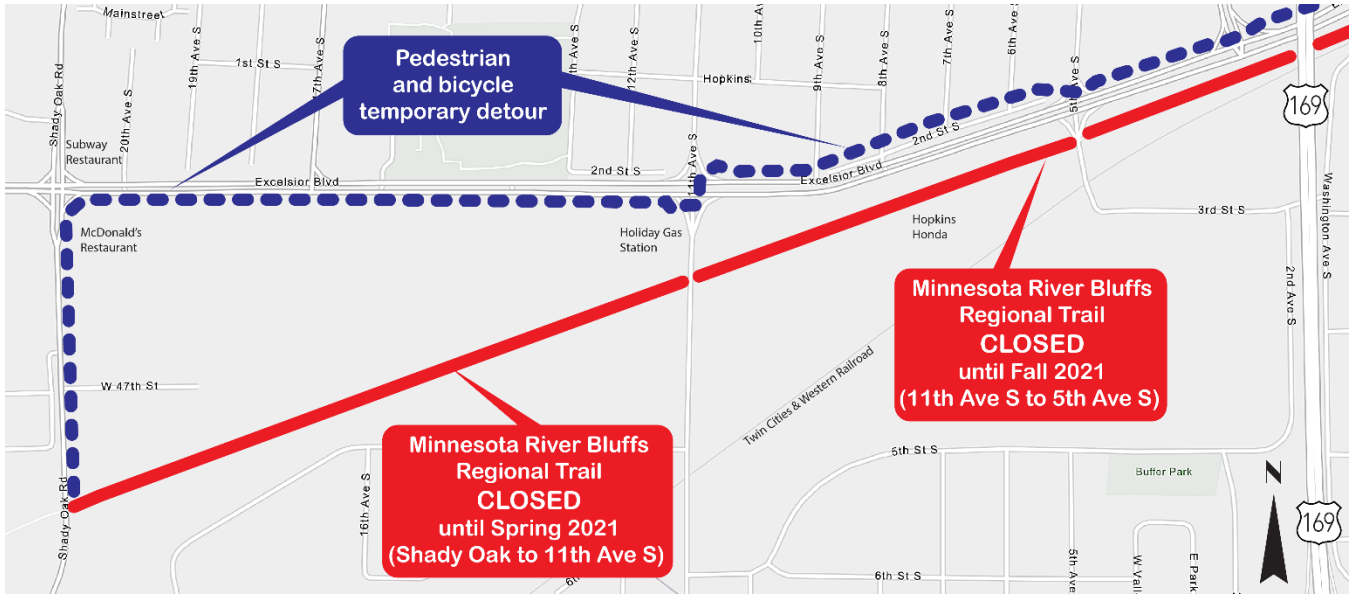 Mainstreet
Shady Oak Rd
19th Ave S
1st St S
17th Ave S
20th Ave S
Pedestrian
and bicycle
temporary detour
12th Ave S
10th Ave
Hopkins
9th Ave S
8th Ave S
7th Ave S
6th Ave S
5th Ave S
169
Subway
Restaurant
2nd St S
11th Ave S
2nd St S
Excelsior Blvd
Excelsior Blvd
McDonald's
Restaurant
Holiday Gas
Station
Hopkins
Honda
3rd St S
Washington Ave S
2nd Ave S
Minnesota River Bluffs
Regional Trail
CLOSED
until Fall 2021
(11th Ave S to 5th Ave S)
W 47th St
Twin Cities & Western Railroad
Minnesota River Bluffs
Regional Trail
CLOSED
until Spring 2021
(Shady Oak to 11th Ave S)
Shady Oak Rd
16th Ave S
5th St S
Buffer Park
N
169
5th Ave
W Vall
E Park
6th St S